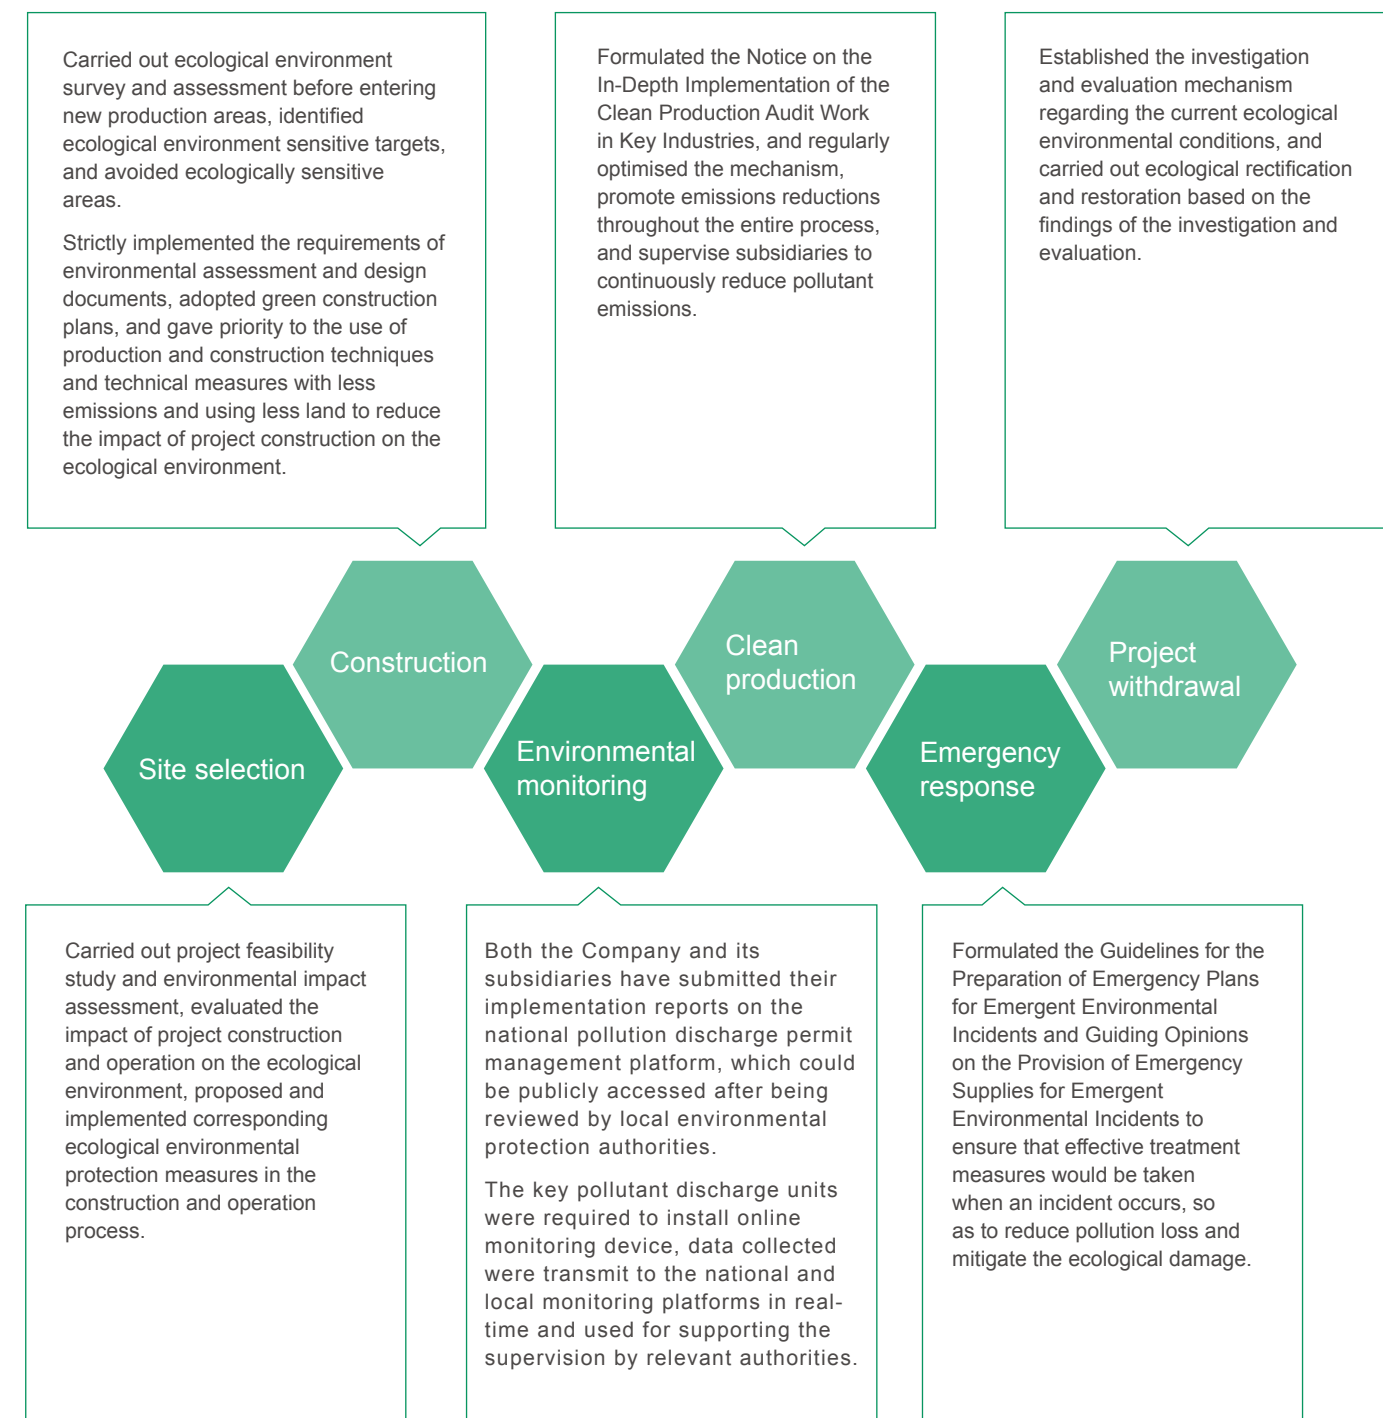 Carried out ecological environment
survey and assessment before entering
new production areas, identified
ecological environment sensitive targets,
and avoided ecologically sensitive
areas.
Strictly implemented the requirements of
environmental assessment and design
documents, adopted green construction
plans, and gave priority to the use of
production and construction techniques
and technical measures with less
emissions and using less land to reduce
the impact of project construction on the
ecological environment.
Formulated the Notice on the
In-Depth Implementation of the
Clean Production Audit Work
in Key Industries, and regularly
optimised the mechanism,
promote emissions reductions
throughout the entire process,
and supervise subsidiaries to
continuously reduce pollutant
emissions.
Established the investigation
and evaluation mechanism
regarding the current ecological
environmental conditions, and
carried out ecological rectification
and restoration based on the
findings of the investigation and
evaluation.
Site selection
Construction
Environmental
monitoring
Clean
production
Emergency
response
Project
withdrawal
Carried out project feasibility
study and environmental impact
assessment, evaluated the
impact of project construction
and operation on the ecological
environment, proposed and
implemented corresponding
ecological environmental
protection measures in the
construction and operation
process.
Both the Company and its
subsidiaries have submitted their
implementation reports on the
national pollution discharge permit
management platform, which could
be publicly accessed after being
reviewed by local environmental
protection authorities.
The key pollutant discharge units
were required to install online
monitoring device, data collected
were transmit to the national and
local monitoring platforms in real-
time and used for supporting the
supervision by relevant authorities.
Formulated the Guidelines for the
Preparation of Emergency Plans
for Emergent Environmental
Incidents and Guiding Opinions
on the Provision of Emergency
Supplies for Emergent
Environmental Incidents to
ensure that effective treatment
measures would be taken
when an incident occurs, so
as to reduce pollution loss and
mitigate the ecological damage.